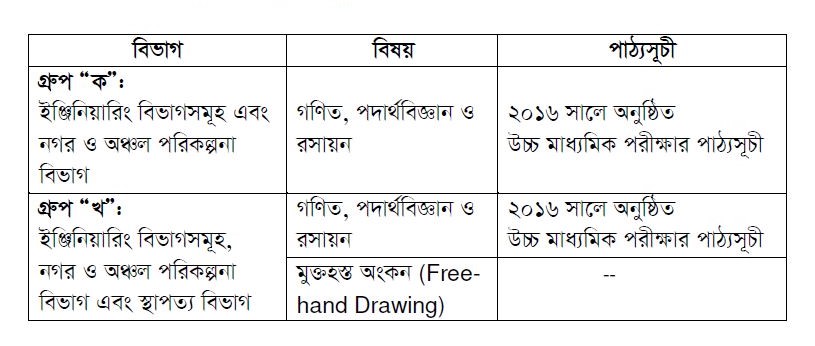 বিভাগ বিষয় পাঠ্যসূচী
গ্রুপ “ক”:
ইঞ্জিনিয়ারিং বিভাগসমূহ এবং
নগর ও অঞ্চল পরিকল্পনা
বিভাগ
গণিত, পদার্থবিজ্ঞান ও
রসায়ন
২০১৬ সালে অনুষ্ঠিত
উচ্চ মাধ্যমিক পরীক্ষার পাঠ্যসূচী
গ্রুপ “খ”:
ইঞ্জিনিয়ারিং বিভাগসমূহ,
নগর ও অঞ্চল পরিকল্পনা
বিভাগ এবং স্থাপত্য বিভাগ
গণিত, পদার্থবিজ্ঞান ও
রসায়ন
২০১৬ সালে অনুষ্ঠিত
উচ্চ মাধ্যমিক পরীক্ষার পাঠ্যসূচী
মুক্তহস্ত অংকন (Free-
hand Drawing)
--